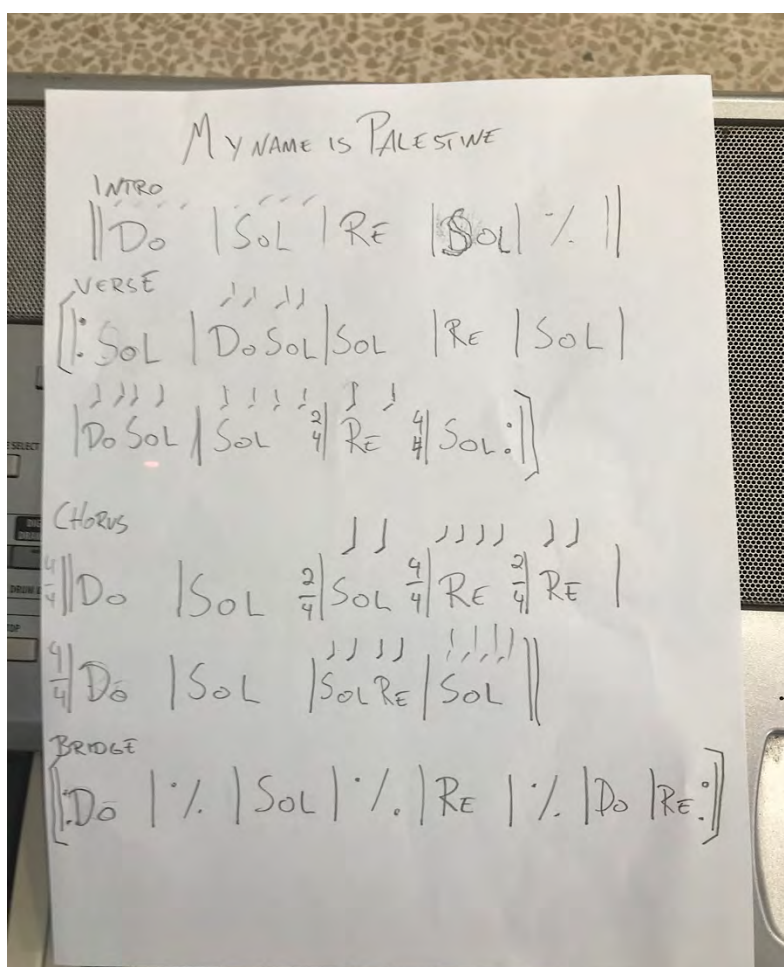 MY NAME IS PALESTINE
INTRO
||Do |SoL |RE |SOL| ٪ ||
VERSE
[|: SoL |Do SoL|SoL |RE |SoL|
|Do SoL|SoL 2/4|RE 4/4|SoL:|]
CHORUS
4/4||Do |SoL 2/4|SoL 4/4|RE 2/4|RE |
4/4|Do |SoL |SoL RE|SoL||
BRIDGE
[|:Do |٪ |SoL |٪ |RE |٪ |Do |RE:|]
SELECT
DRUM